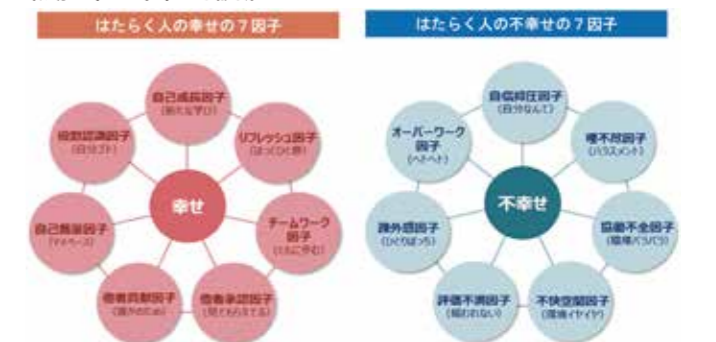 はたらく人の幸せの7因子
自己成長因子
(新たな学び)
リフレッシュ因子
(ほっとひと息)
チームワーク
因子
(ともに歩む)
他者承認因子
(見てもらえてる)
他者貢献因子
(誰かのため)
自己裁量因子
(マイペース)
役割認識因子
(自分ゴト)
幸せ
はたらく人の不幸せの7因子
自己抑圧因子
(自分なんて)
理不尽因子
(ハラスメント)
協働不全因子
(職場バラバラ)
不快空間因子
(環境イヤイヤ)
評価不満因子
(報われない)
疎外感因子
(ひとりぼっち)
オーバーワーク
因子
(ヘトヘト)
不幸せ